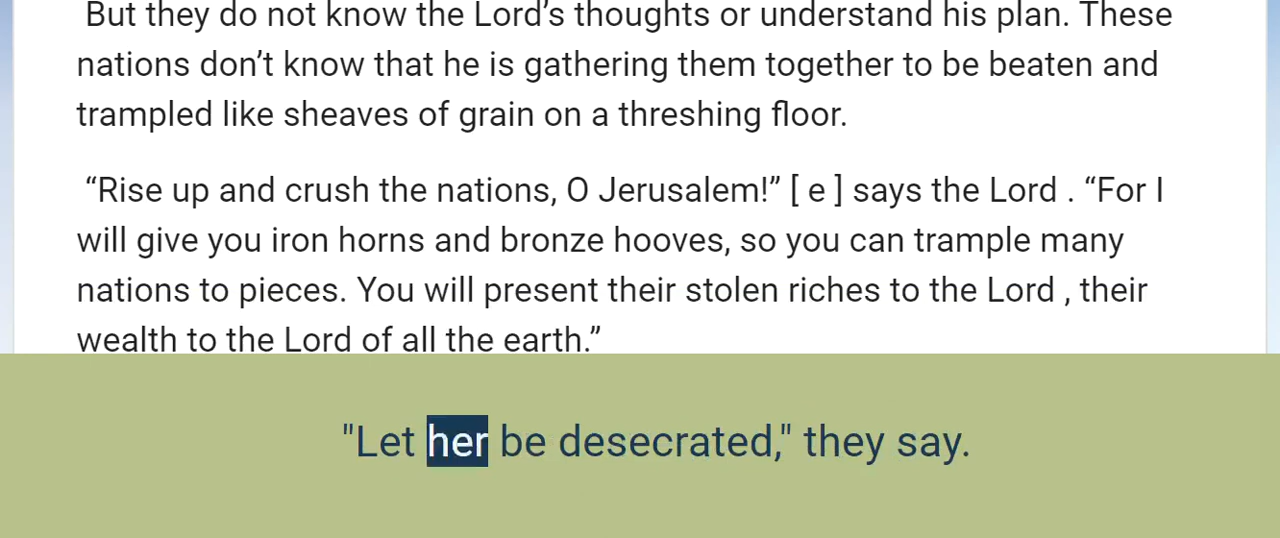 But they do not know the Lord’s thoughts or understand his plan. These
nations don’t know that he is gathering them together to be beaten and
trampled like sheaves of grain on a threshing floor.
“Rise up and crush the nations, O Jerusalem!” [ e ] says the Lord . “For I
will give you iron horns and bronze hooves, so you can trample many
nations to pieces. You will present their stolen riches to the Lord , their
wealth to the Lord of all the earth.”
"Let her be desecrated," they say.